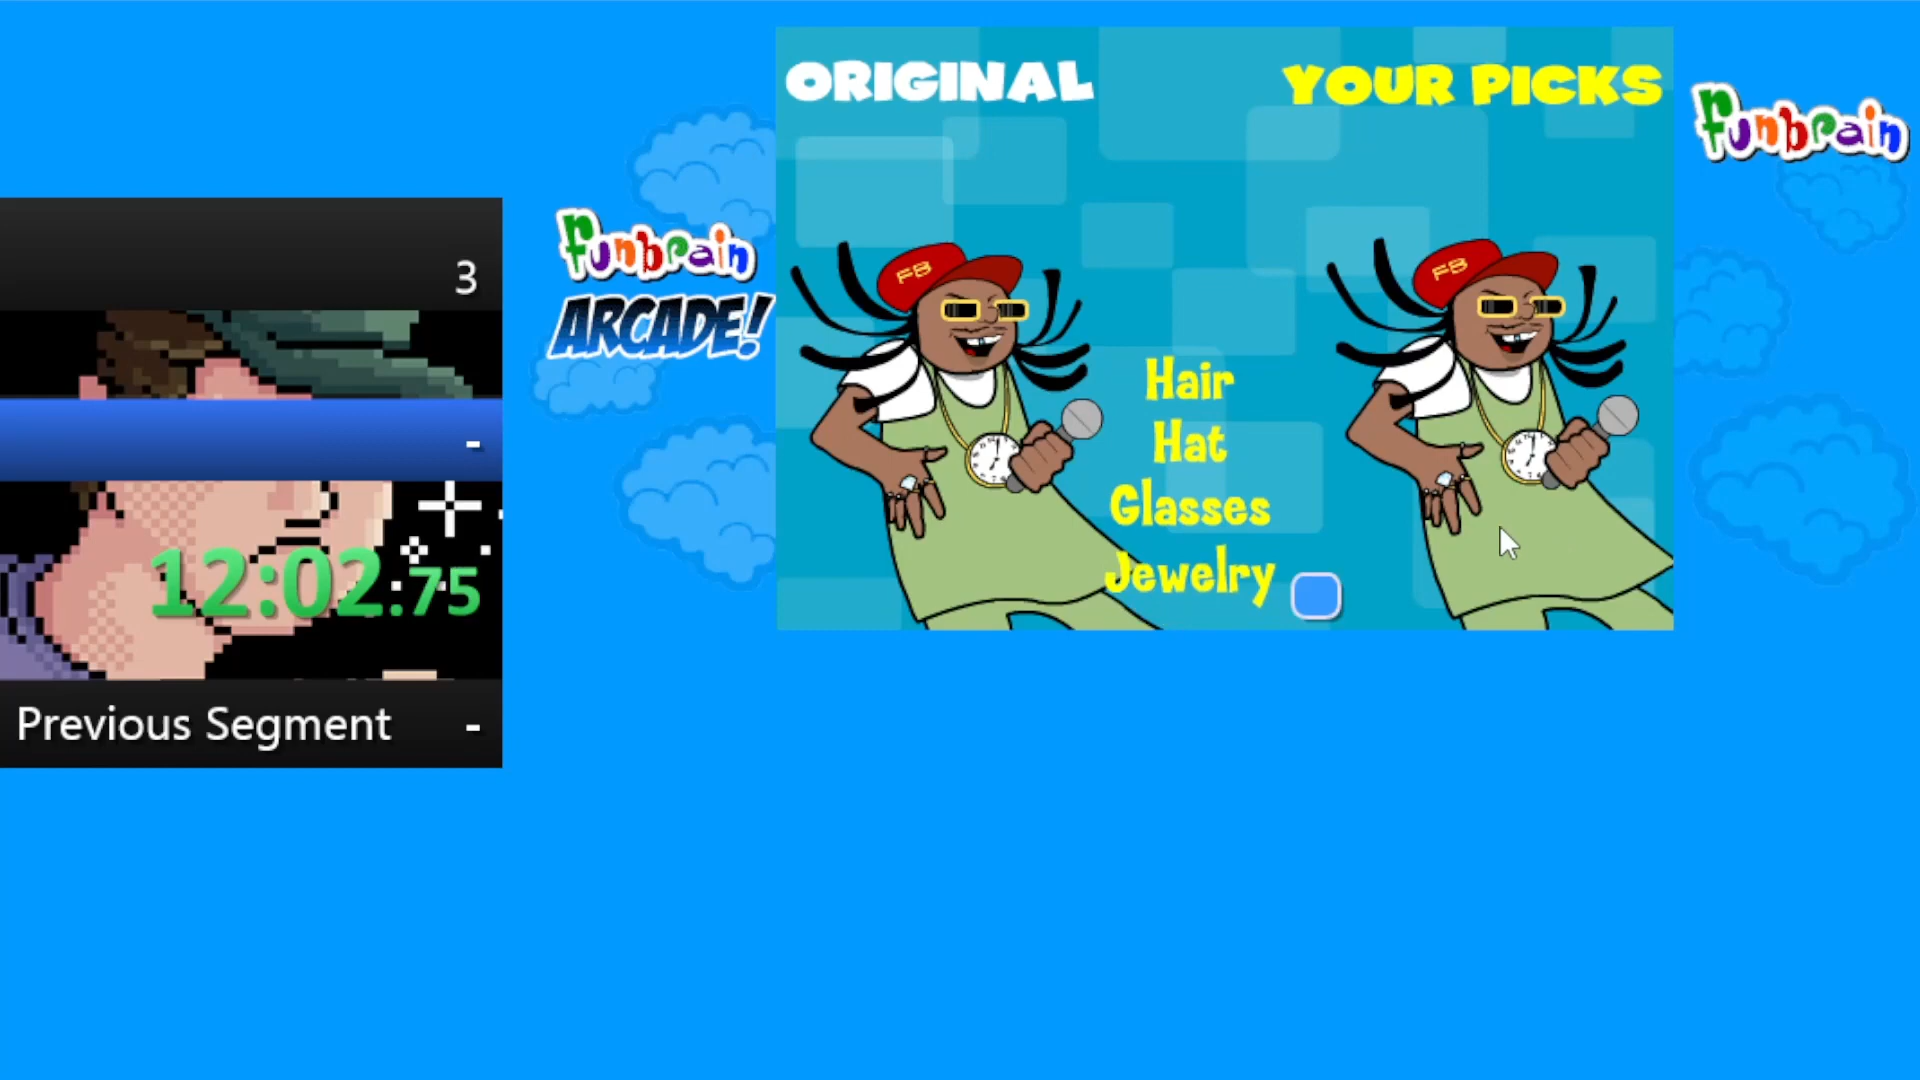 ORIGINAL
YOUR PICKS
funbrain
funbrain
ARCADE!
3
FB
FB
Hair
Hat
Glasses
Jewelry
-
12:02.75
Previous Segment -